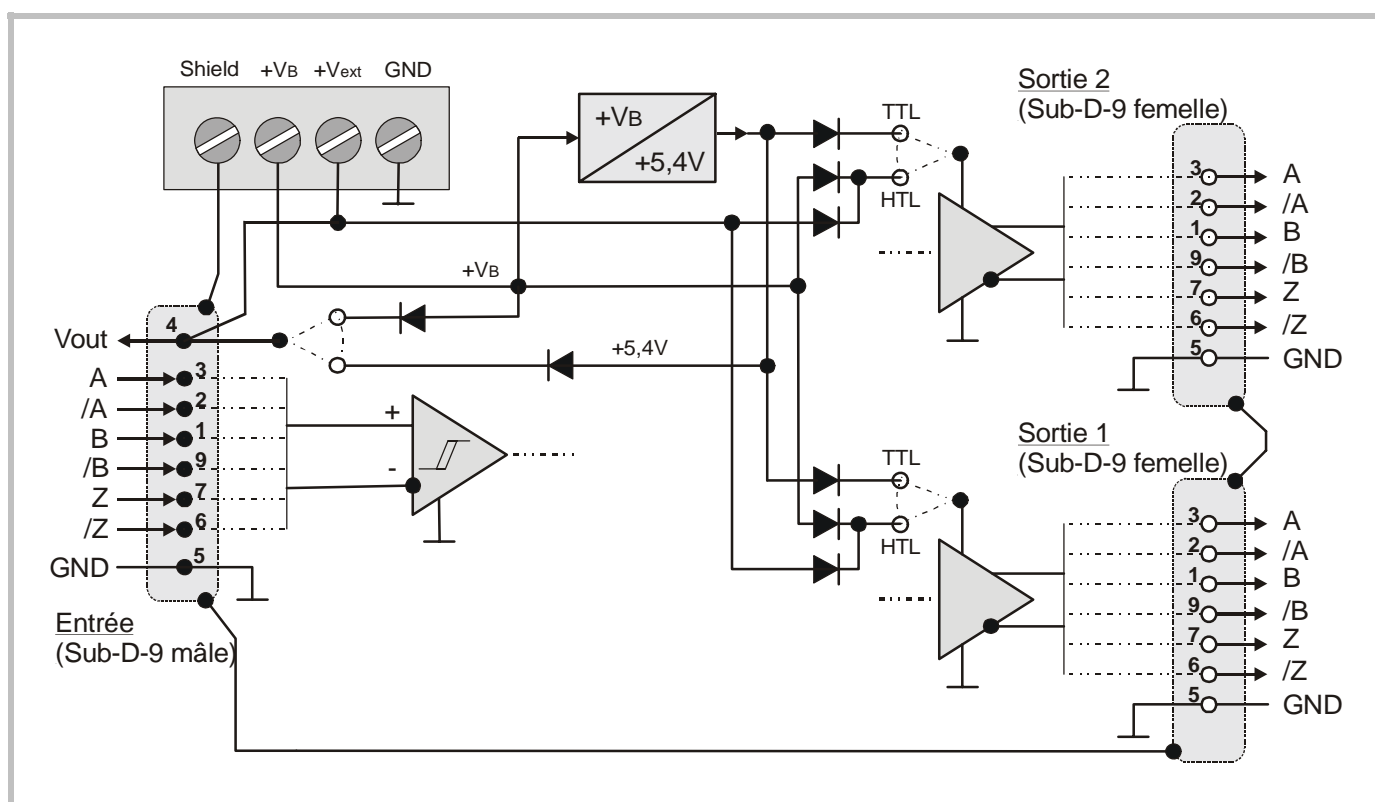 Shield +VB +Vext GND
+VB
+5,4V
TTL
HTL
Sortie 2
(Sub-D-9 femelle)
3 A
2 /A
1 B
9 /B
7 Z
6 /Z
5 GND
+VB
+5,4V
Vout 4
A 3
/A 2
B 1
/B 9
Z 7
/Z 6
GND 5
+
-
Entrée
(Sub-D-9 mâle)
TTL
HTL
Sortie 1
(Sub-D-9 femelle)
3 A
2 /A
1 B
9 /B
7 Z
6 /Z
5 GND